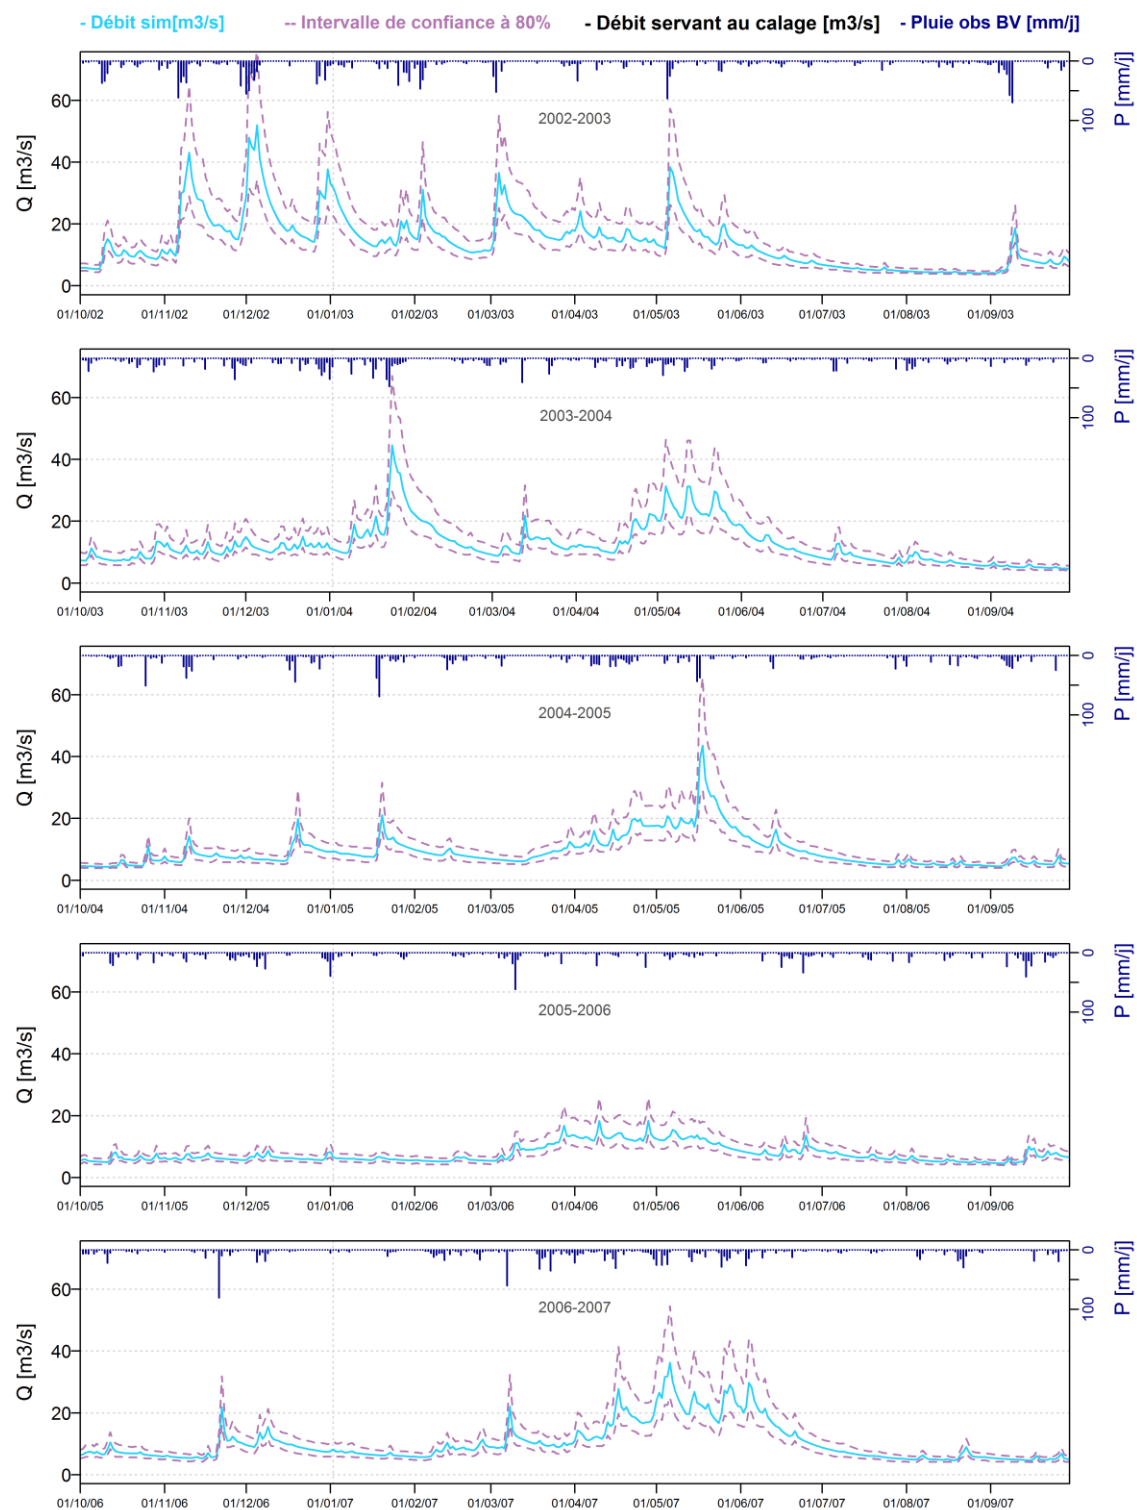 - Débit sim[m3/s] -- Intervalle de confiance à 80% - Débit servant au calage [m3/s] - Pluie obs BV [mm/j]
60
40
20
0
Q [m3/s]
2002-2003
0
100
P [mm/j]
01/10/02 01/11/02 01/12/02 01/01/03 01/02/03 01/03/03 01/04/03 01/05/03 01/06/03 01/07/03 01/08/03 01/09/03
60
40
20
0
Q [m3/s]
2003-2004
0
100
P [mm/j]
01/10/03 01/11/03 01/12/03 01/01/04 01/02/04 01/03/04 01/04/04 01/05/04 01/06/04 01/07/04 01/08/04 01/09/04
60
40
20
0
Q [m3/s]
2004-2005
0
100
P [mm/j]
01/10/04 01/11/04 01/12/04 01/01/05 01/02/05 01/03/05 01/04/05 01/05/05 01/06/05 01/07/05 01/08/05 01/09/05
60
40
20
0
Q [m3/s]
2005-2006
0
100
P [mm/j]
01/10/05 01/11/05 01/12/05 01/01/06 01/02/06 01/03/06 01/04/06 01/05/06 01/06/06 01/07/06 01/08/06 01/09/06
60
40
20
0
Q [m3/s]
2006-2007
0
100
P [mm/j]
01/10/06 01/11/06 01/12/06 01/01/07 01/02/07 01/03/07 01/04/07 01/05/07 01/06/07 01/07/07 01/08/07 01/09/07